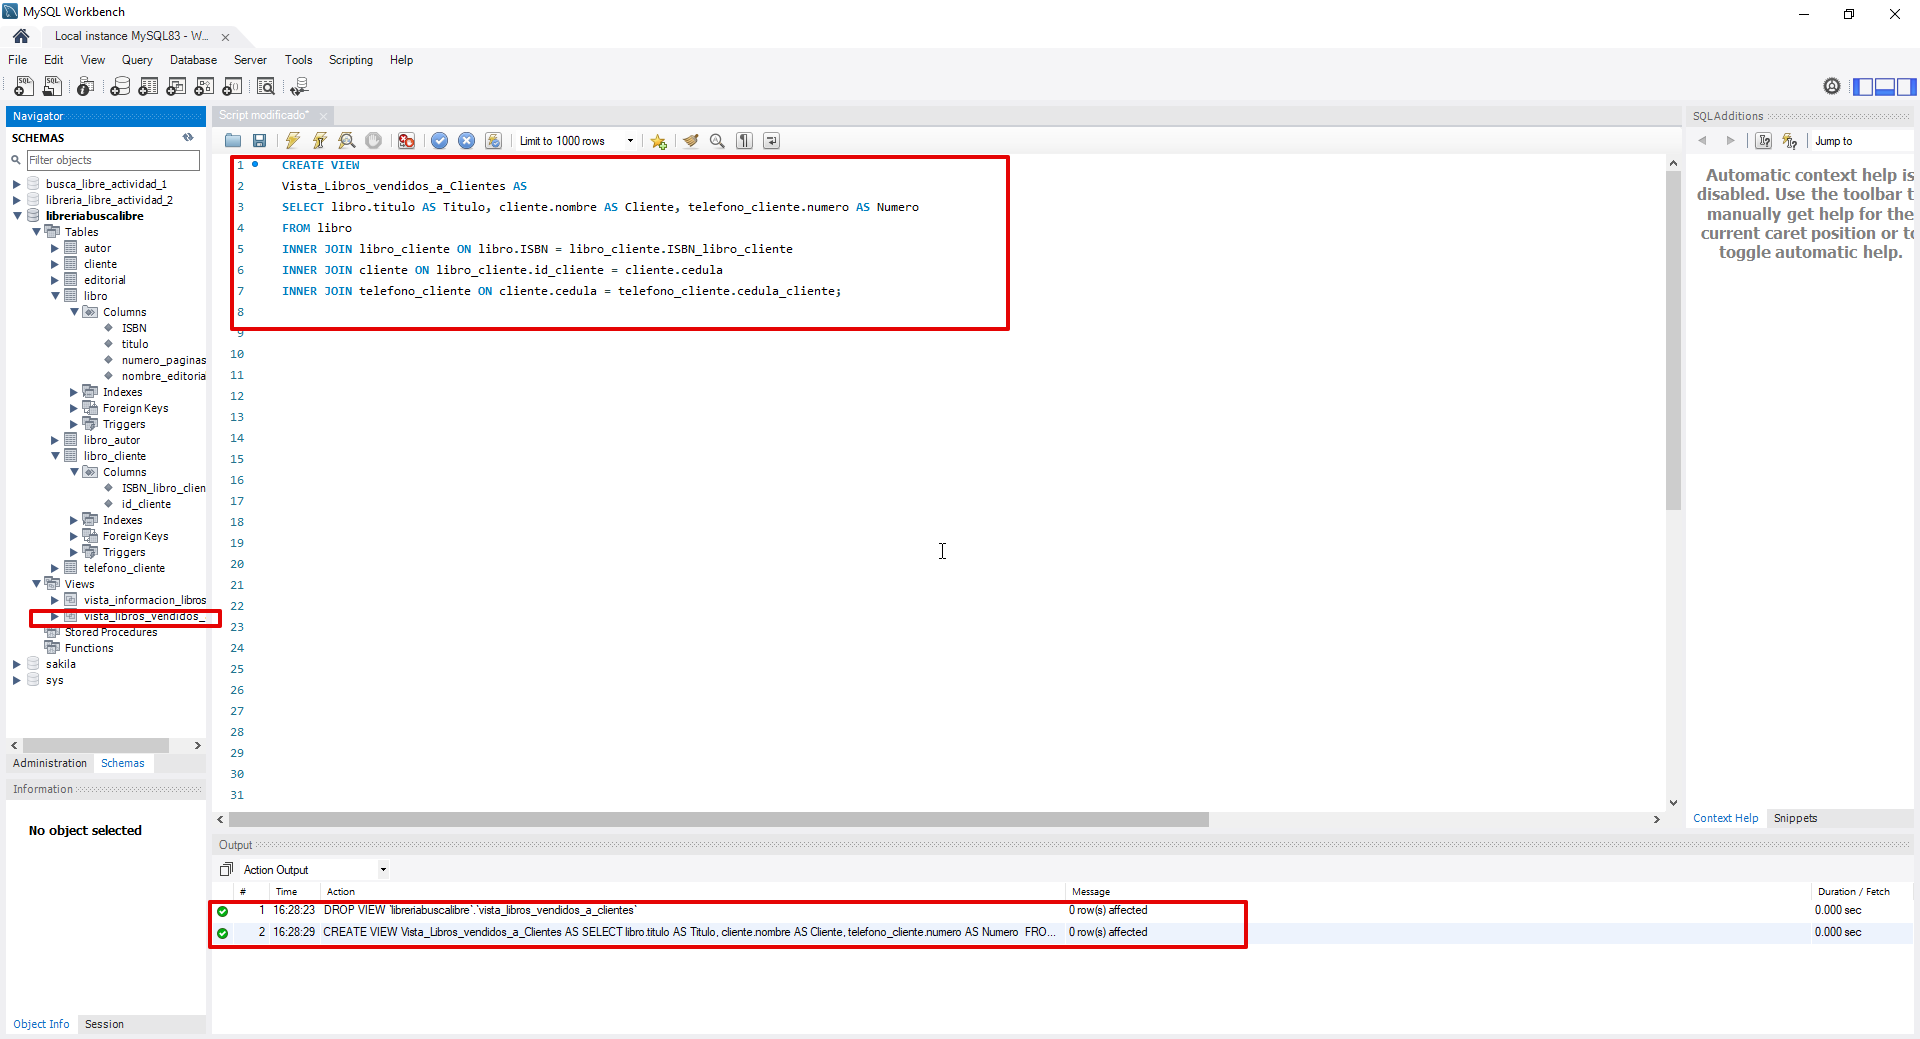 MySQL Workbench
Local instance MySQL83 - W...
File Edit View Query Database Server Tools Scripting Help
Navigator
SCHEMAS
Filter objects
busca_libre_actividad_1
libreria_libre_actividad_2
libreriabuscalibre
Tables
autor
cliente
editorial
libro
Columns
ISBN
titulo
numero_paginas
nombre_editoria
Indexes
Foreign Keys
Triggers
libro_autor
libro_cliente
Columns
ISBN_libro_clien
id_cliente
Indexes
Foreign Keys
Triggers
telefono_cliente
Views
vista_informacion_libros
vista_libros_vendidos_
Stored Procedures
Functions
sakila
sys
Administration Schemas
Information
No object selected
Object Info Session
Script modificado*
Limit to 1000 rows
1 CREATE VIEW
2 Vista_Libros_vendidos_a_Clientes AS
3 SELECT libro.titulo AS Titulo, cliente.nombre AS Cliente, telefono_cliente.numero AS Numero
4 FROM libro
5 INNER JOIN libro_cliente ON libro.ISBN = libro_cliente.ISBN_libro_cliente
6 INNER JOIN cliente ON libro_cliente.id_cliente = cliente.cedula
7 INNER JOIN telefono_cliente ON cliente.cedula = telefono_cliente.cedula_cliente;
8
9
10
11
12
13
14
15
16
17
18
19
20
21
22
23
24
25
26
27
28
29
30
31
SQLAdditions
Jump to
Automatic context help is
disabled. Use the toolbar t
manually get help for the
current caret position or to
toggle automatic help.
Context Help Snippets
Output
Action Output
# Time Action Message Duration / Fetch
1 16:28:23 DROP VIEW `libreriabuscalibre`.`vista_libros_vendidos_a_clientes` 0 row(s) affected 0.000 sec
2 16:28:29 CREATE VIEW Vista_Libros_vendidos_a_Clientes AS SELECT libro.titulo AS Titulo, cliente.nombre AS Cliente, telefono_cliente.numero AS Numero FRO... 0 row(s) affected 0.000 sec